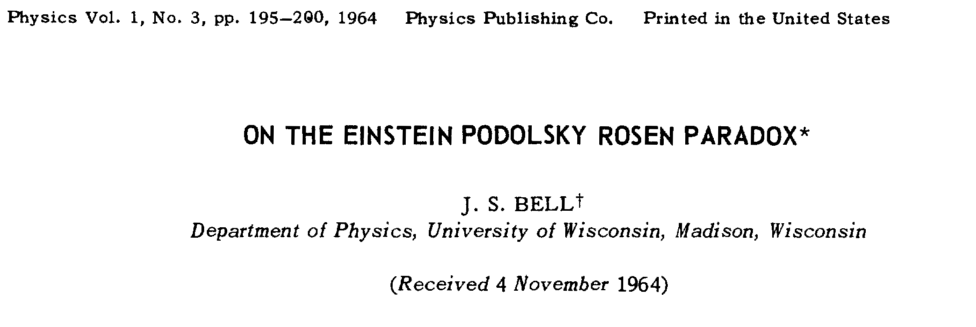 Physics Vol. 1, No. 3, pp. 195–200, 1964 Physics Publishing Co. Printed in the United States
ON THE EINSTEIN PODOLSKY ROSEN PARADOX*
J. S. BELL†
Department of Physics, University of Wisconsin, Madison, Wisconsin
(Received 4 November 1964)